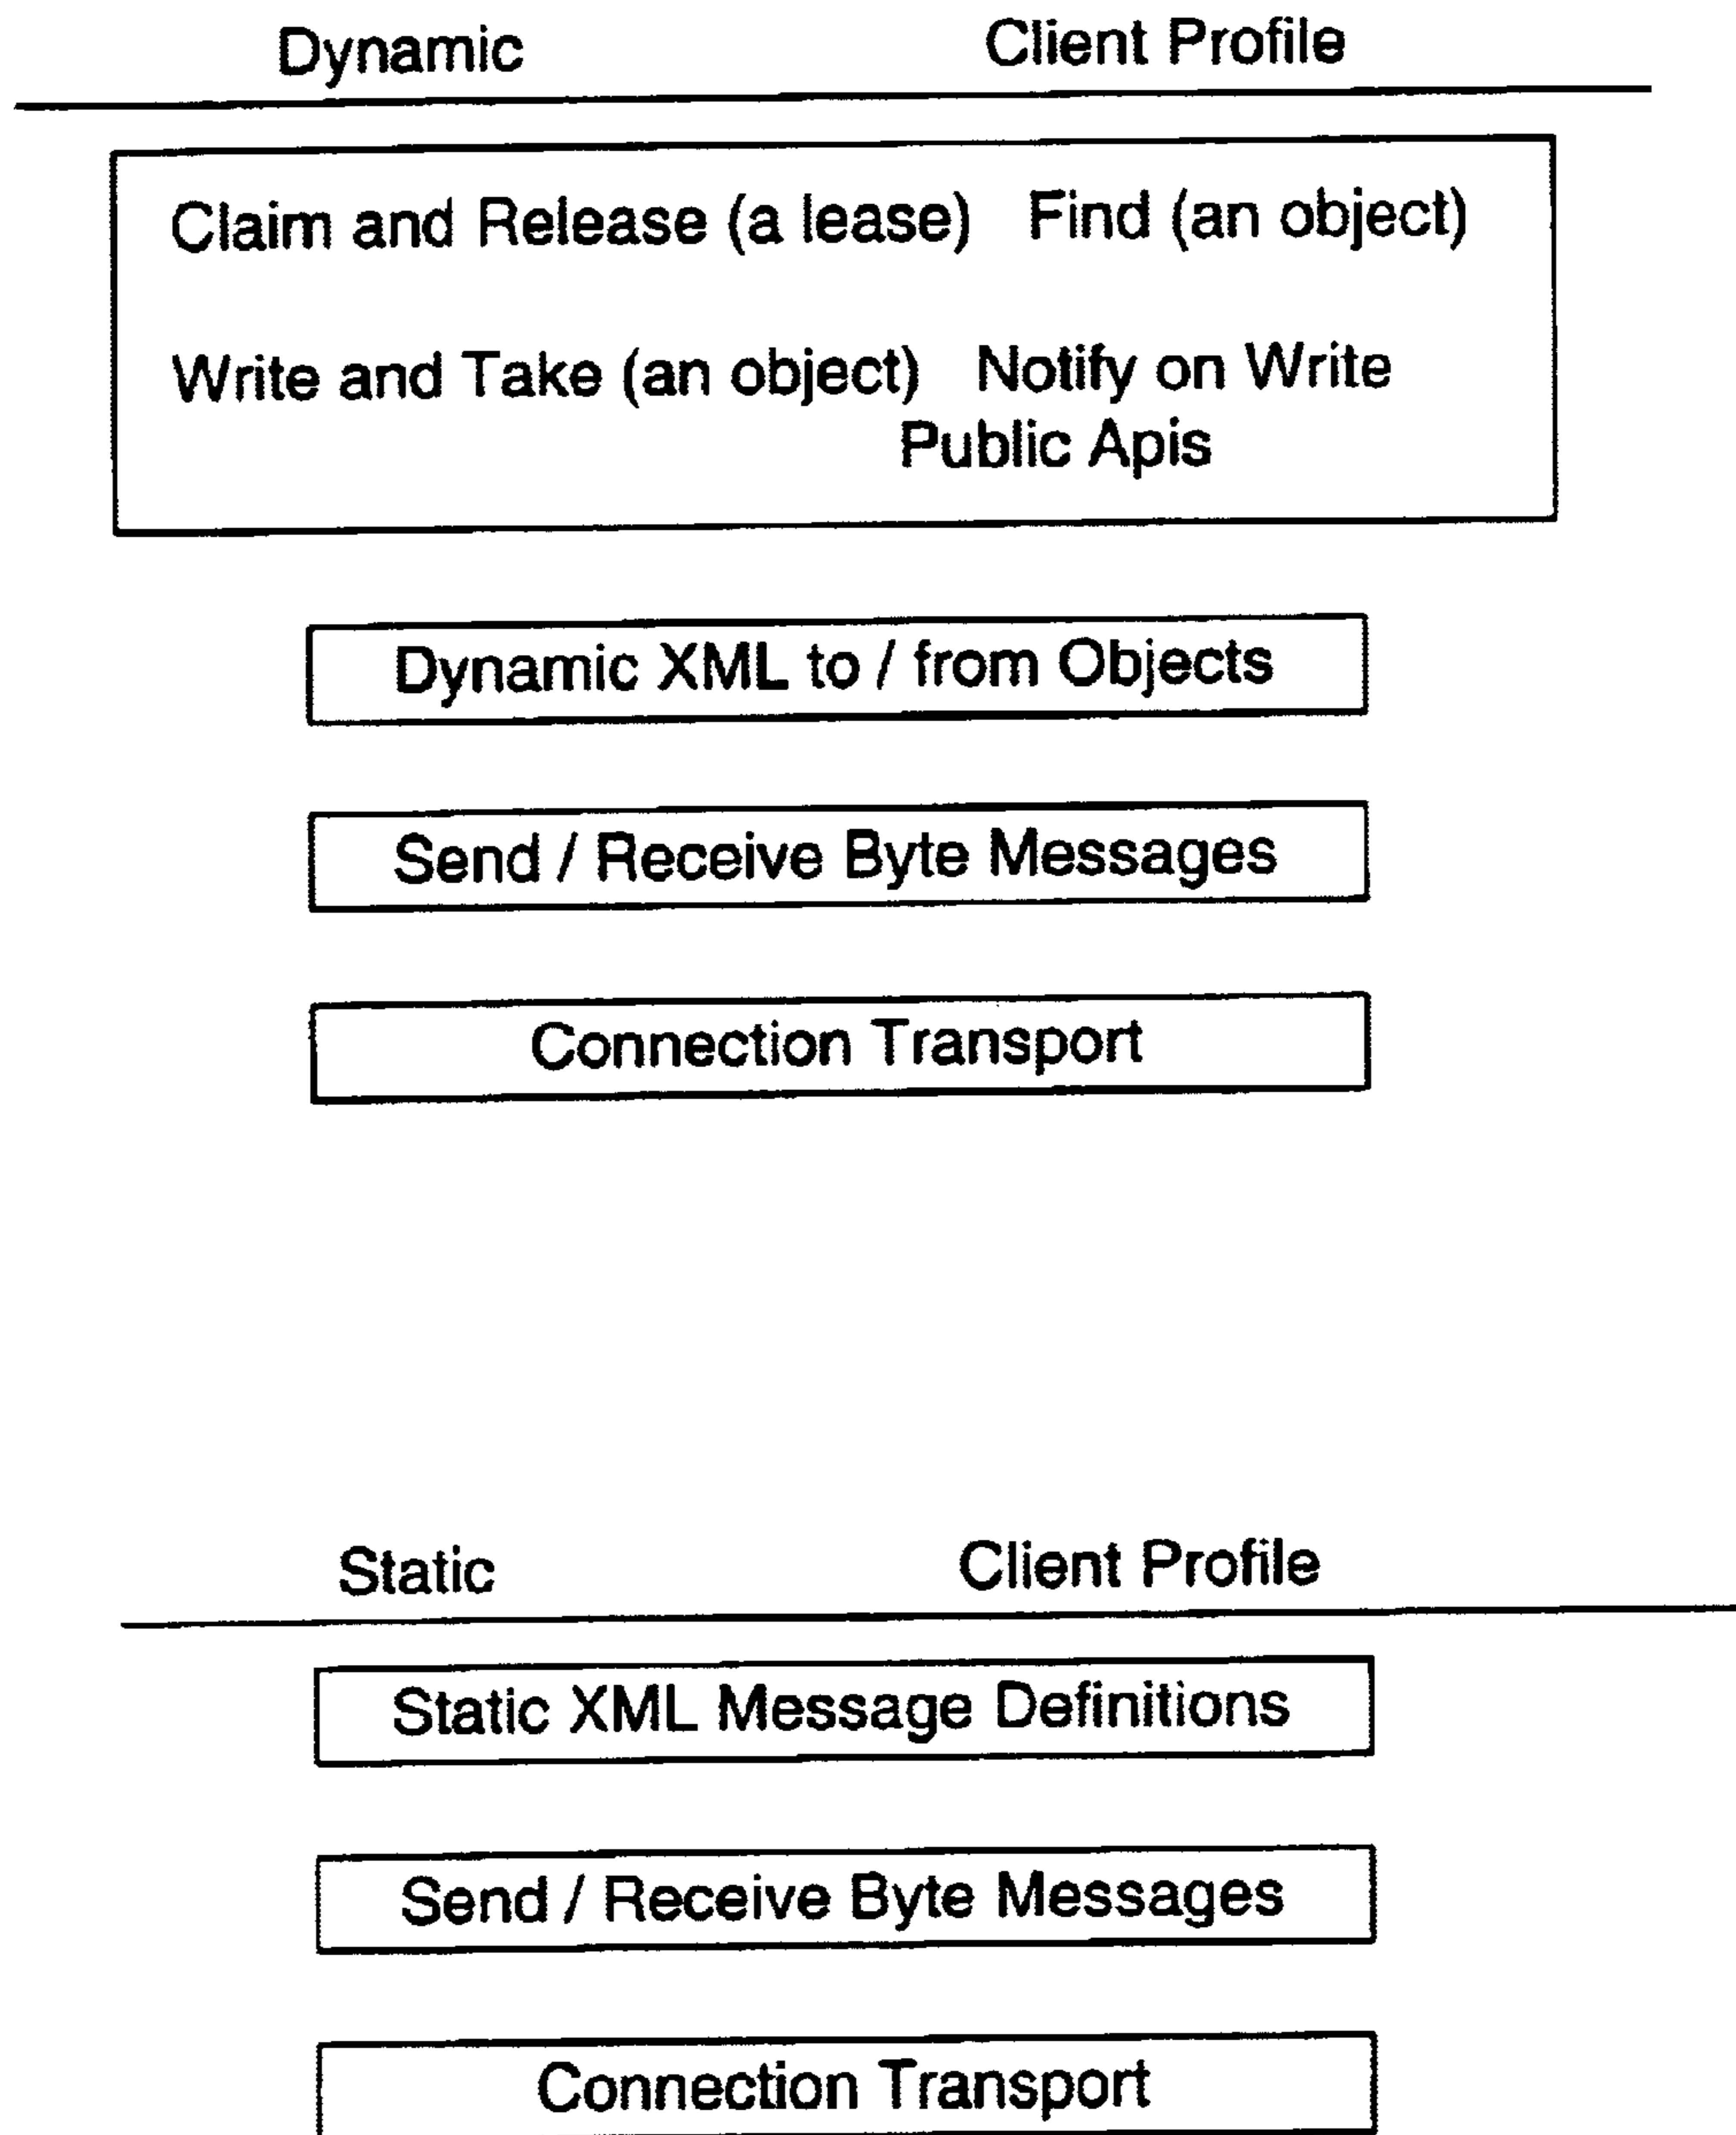 Dynamic Client Profile
Claim and Release (a lease) Find (an object)
Write and Take (an object) Notify on Write
Public Apis
Dynamic XML to / from Objects
Send / Receive Byte Messages
Connection Transport
Static Client Profile
Static XML Message Definitions
Send / Receive Byte Messages
Connection Transport